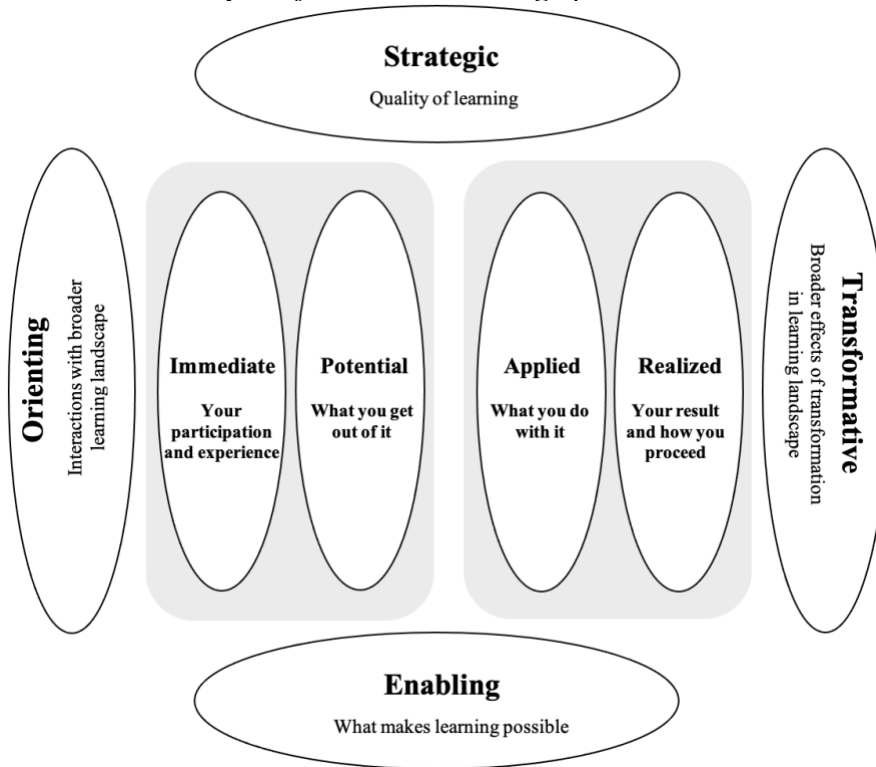 Strategic
Quality of learning
Orienting
Interactions with broader
learning landscape
Immediate
Your
participation
and experience
Potential
What you get
out of it
Applied
What you do
with it
Realized
Your result
and how you
proceed
Transformative
Broader effects of transformation
in learning landscape
Enabling
What makes learning possible